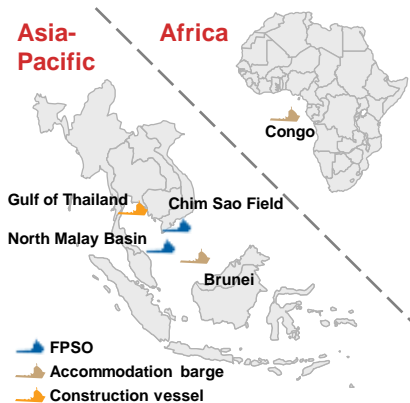 Asia-
Pacific
Africa
Congo
Gulf of Thailand
Chim Sao Field
North Malay Basin
Brunei
FPSO
Accommodation barge
Construction vessel